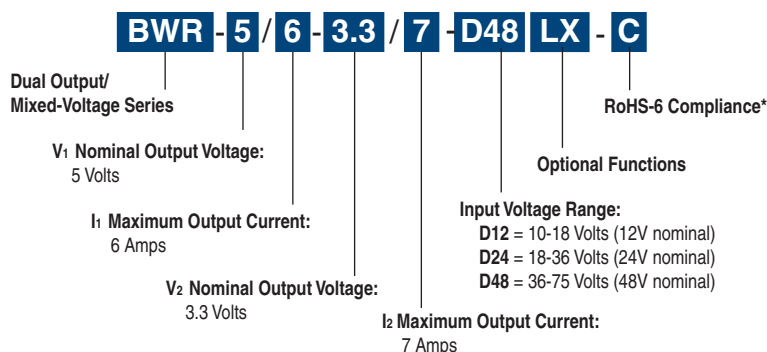 BWR - 5 / 6 - 3.3 / 7 - D48 LX - C
Dual Output/
Mixed-Voltage Series
RoHS-6 Compliance*
V1 Nominal Output Voltage:
5 Volts
Optional Functions
I1 Maximum Output Current:
6 Amps
Input Voltage Range:
D12 = 10-18 Volts (12V nominal)
D24 = 18-36 Volts (24V nominal)
D48 = 36-75 Volts (48V nominal)
V2 Nominal Output Voltage:
3.3 Volts
I2 Maximum Output Current:
7 Amps